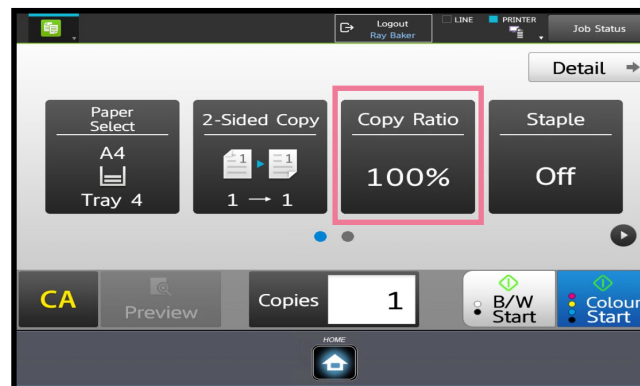 Logout
Ray Baker
LINE
PRINTER
Job Status
Detail
Paper
Select
A4
Tray 4
2-Sided Copy
1
1
1 → 1
Copy Ratio
100%
Staple
Off
CA
Preview
Copies
1
B/W
Start
Colour
Start
HOME